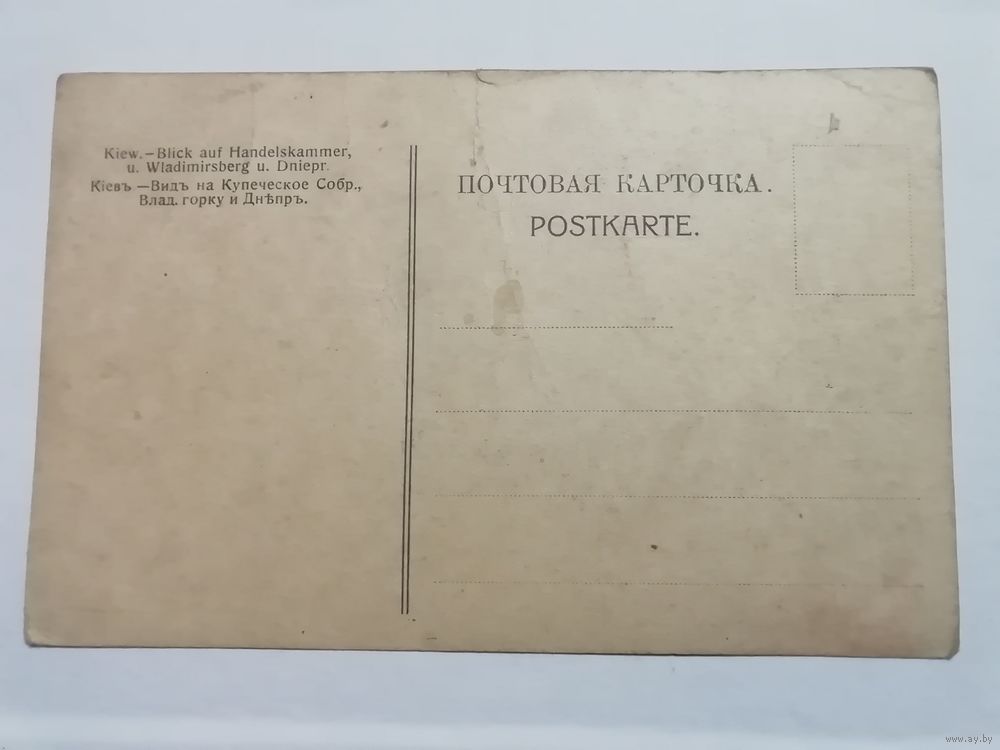 Kiew.—Blick auf Handelskammer,
u. Wladimirsberg u. Dniepr.
Кіевъ —Видъ на Купеческое Собр.,
Влад. горку и Днѣпръ.
ПОЧТОВАЯ КАРТОЧКА.
POSTKARTE.
www.ay.by